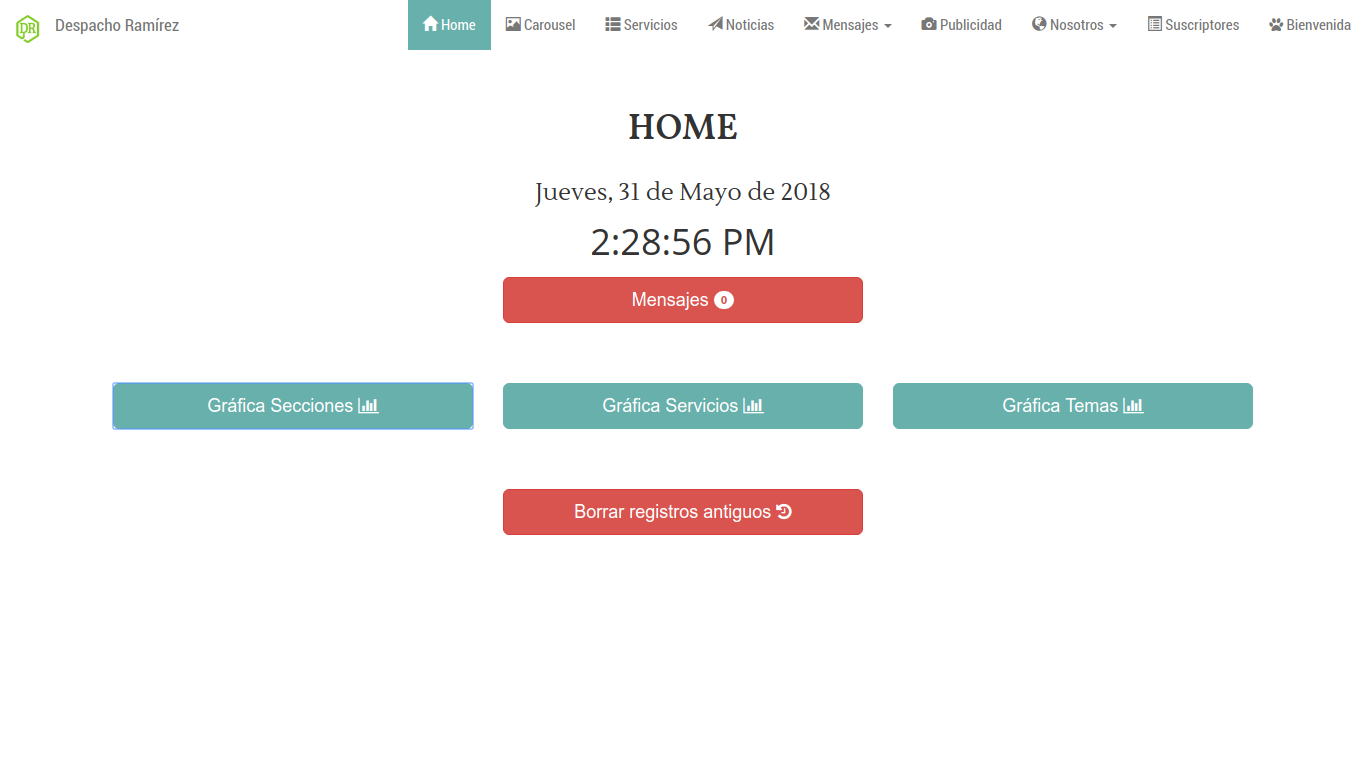 DR Despacho Ramírez Home Carousel Servicios Noticias Mensajes Publicidad Nosotros Suscriptores Bienvenida
HOME
Jueves, 31 de Mayo de 2018
2:28:56 PM
Mensajes 0
Gráfica Secciones Gráfica Servicios Gráfica Temas
Borrar registros antiguos